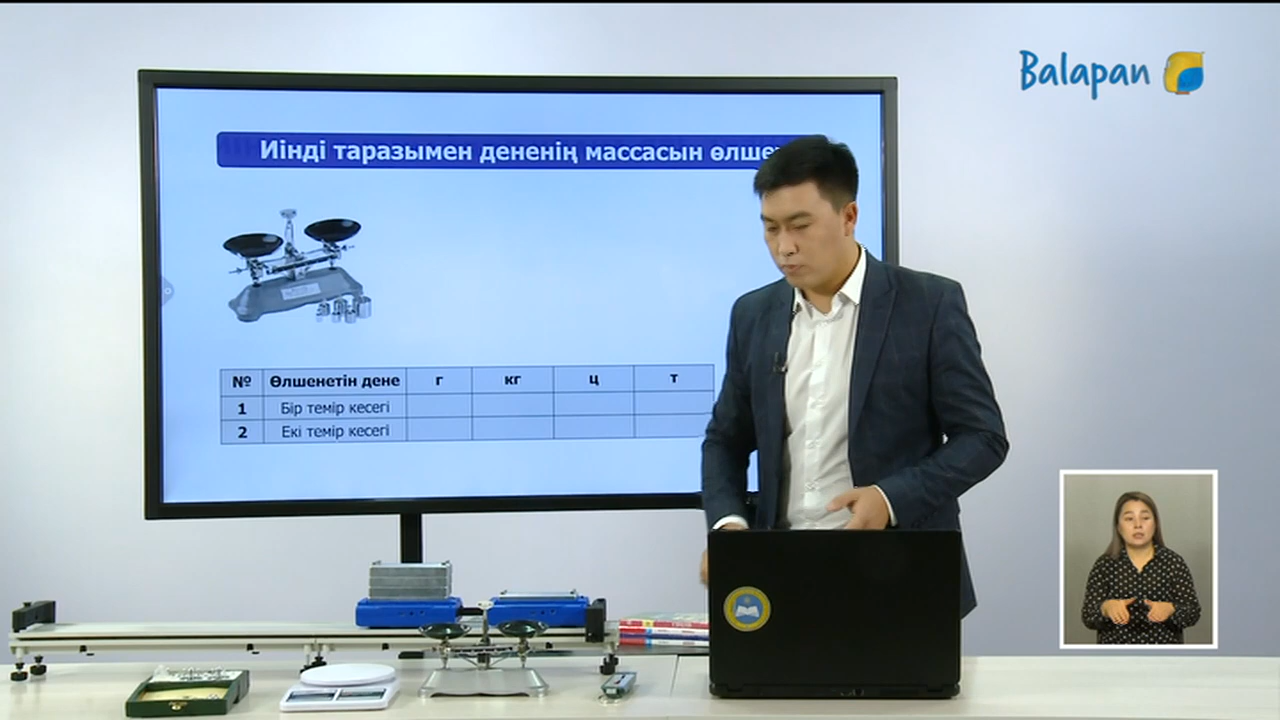 Balapan
Иінді таразымен дененің массасын өлше
№ Өлшенетін дене г кг ц т
1 Бір темір кесегі
2 Екі темір кесегі